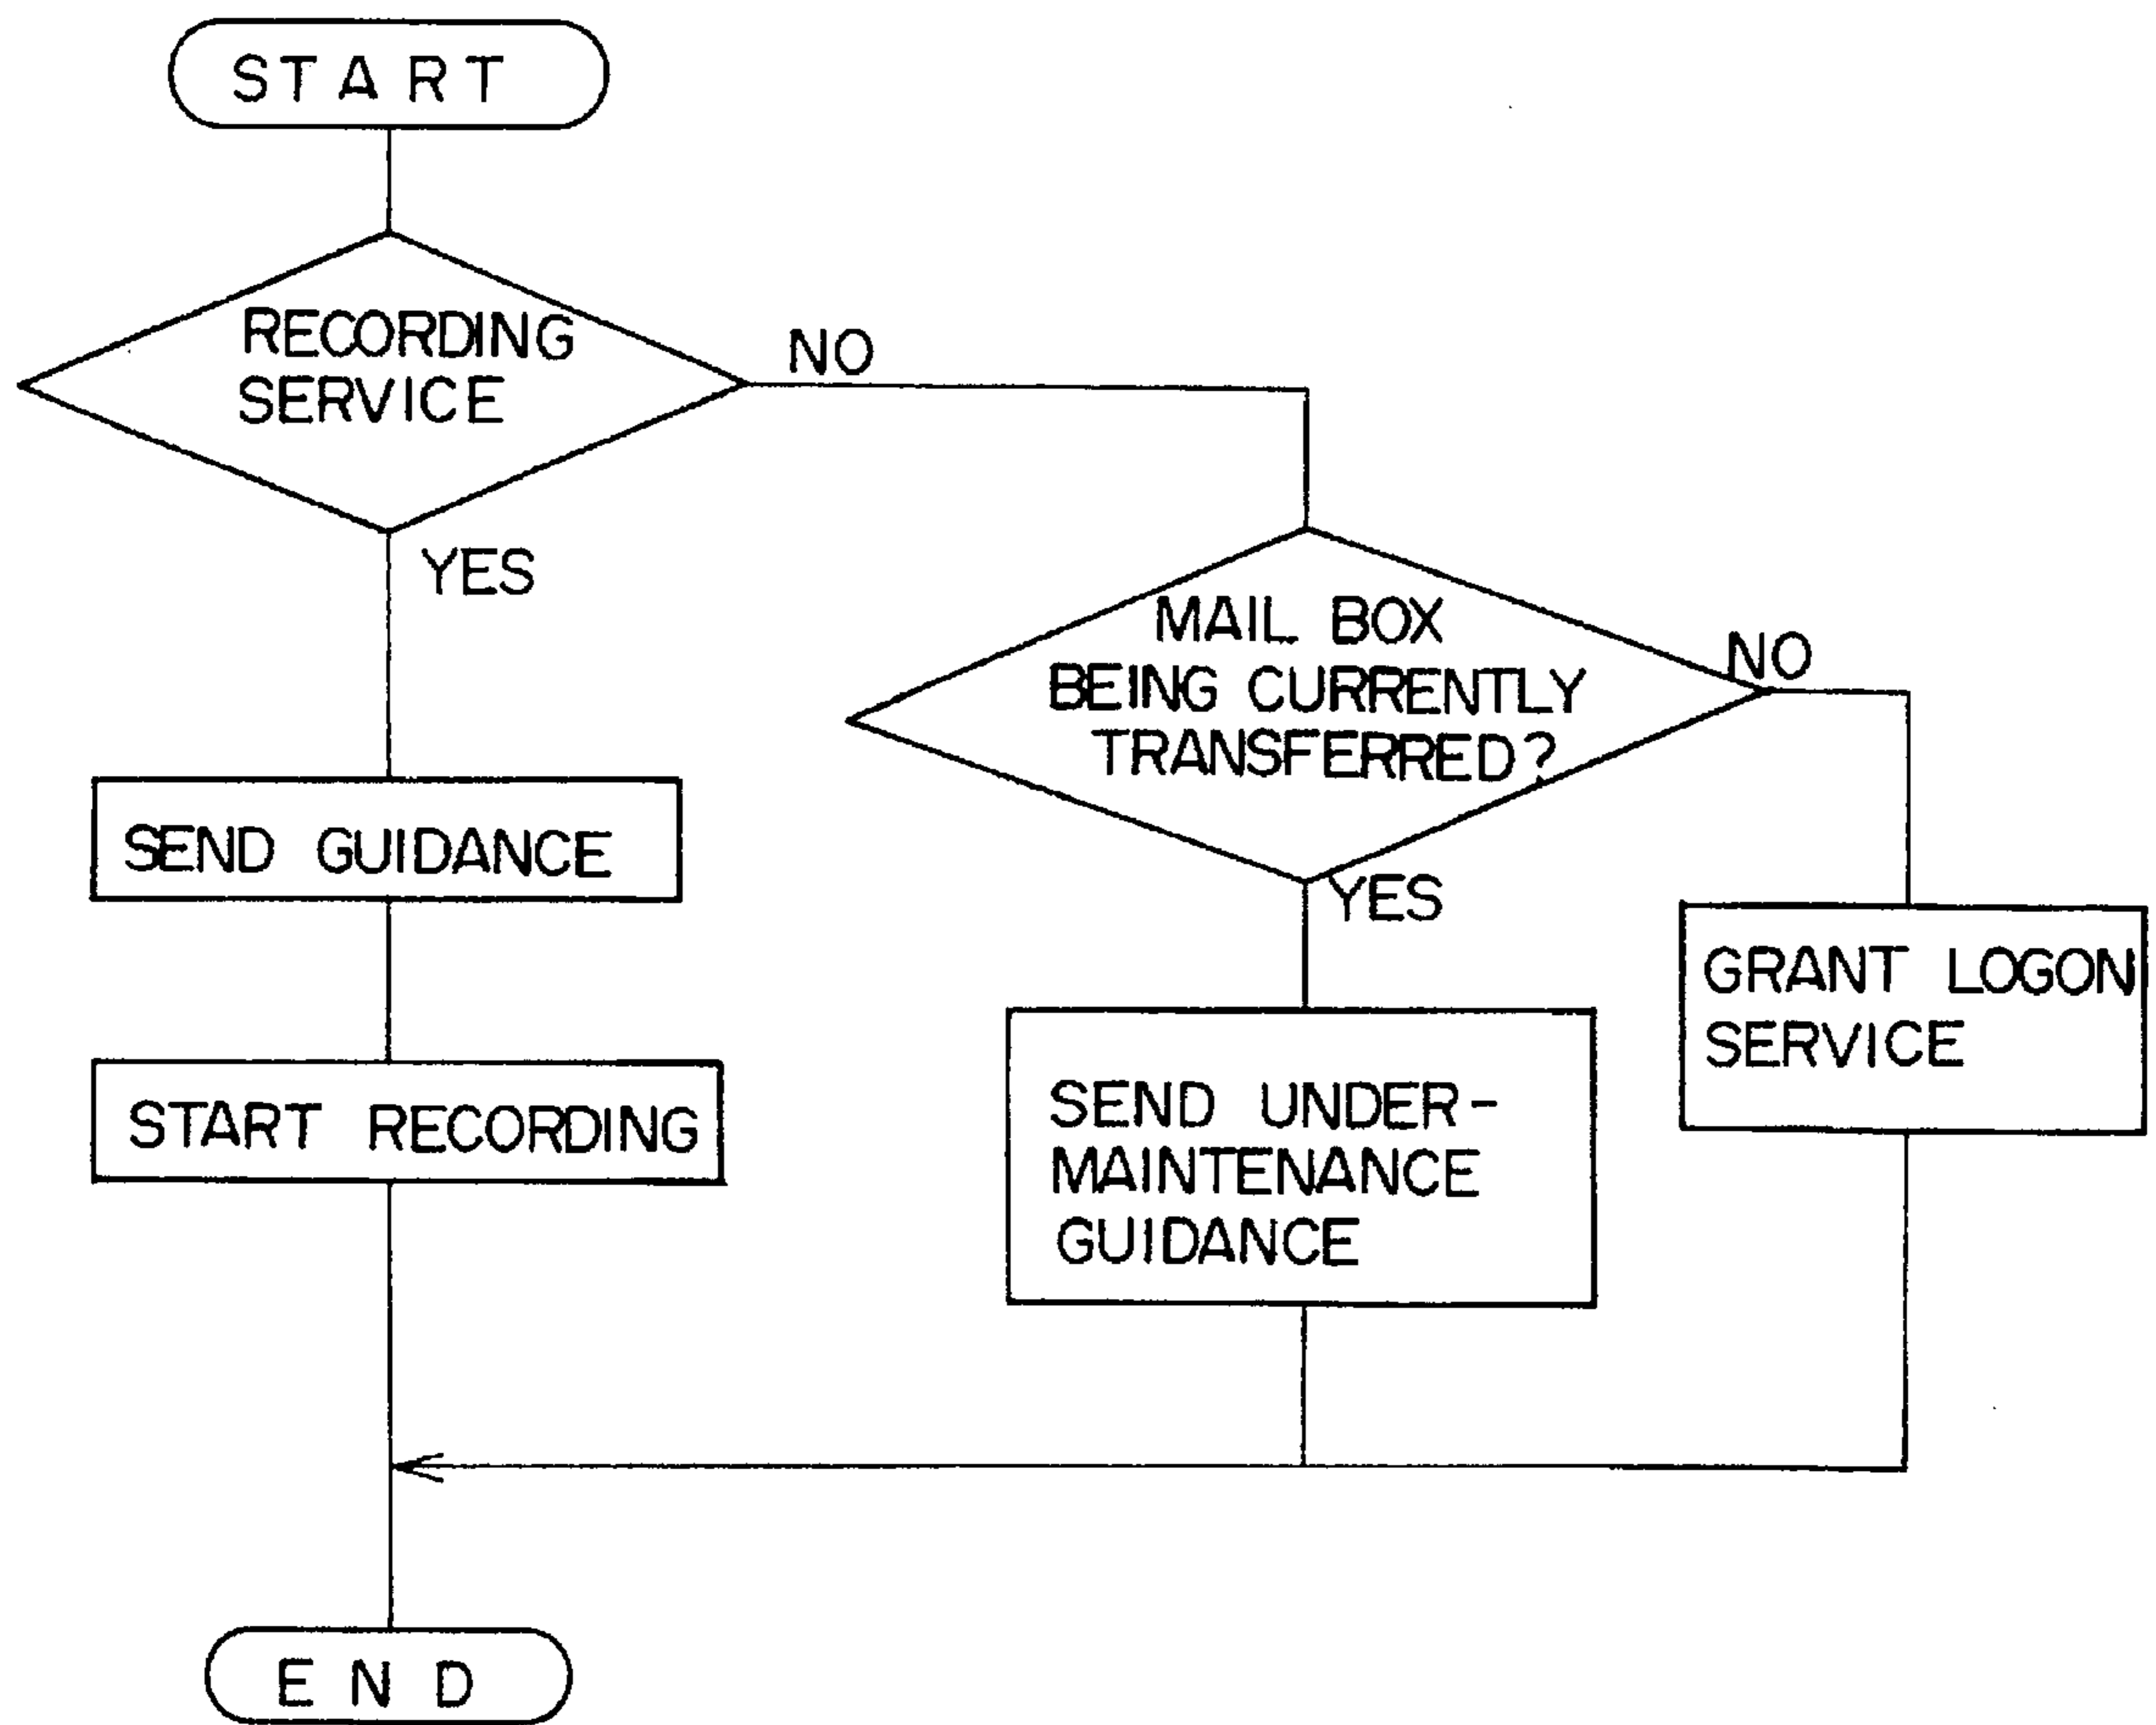 START
RECORDING
SERVICE
NO
YES
MAIL BOX
BEING CURRENTLY
TRANSFERRED?
NO
YES
SEND GUIDANCE
GRANT LOGON
SERVICE
START RECORDING
SEND UNDER-
MAINTENANCE
GUIDANCE
END